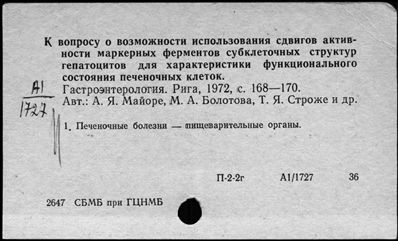 К вопросу о возможности использования сдвигов актив-
ности маркерных ферментов субклеточных структур
гепатоцитов для характеристики функционального
состояния печеночных клеток.
А1
1727
Гастроэнтерология. Рига, 1972, с. 168—170.
Авт.: А. Я. Майоре, М. А. Болотова, Т. Я. Строже и др.
1. Печеночные болезни — пищеварительные органы.
П-2-2г А1/1727 36
2647 СБМБ при ГЦНМБ